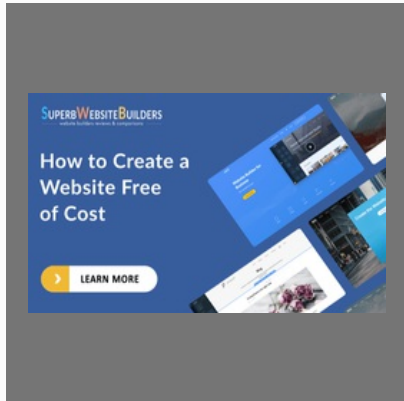 SUPERBWEBSITEBUILDERS
website builders reviews & comparisons
How to Create a
Website Free
of Cost
LEARN MORE